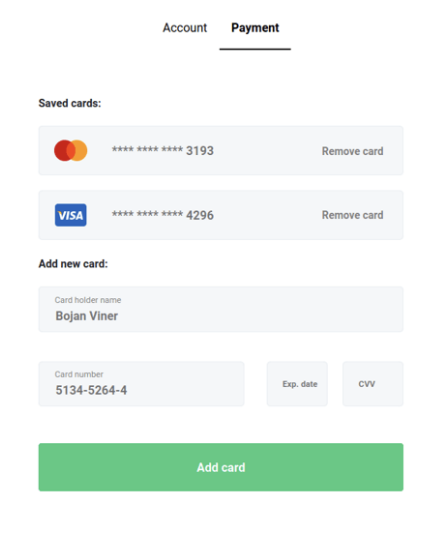 Account Payment
Saved cards:
**** **** **** 3193 Remove card
VISA **** **** **** 4296 Remove card
Add new card:
Card holder name
Bojan Viner
Card number
5134-5264-4
Exp. date
CVV
Add card